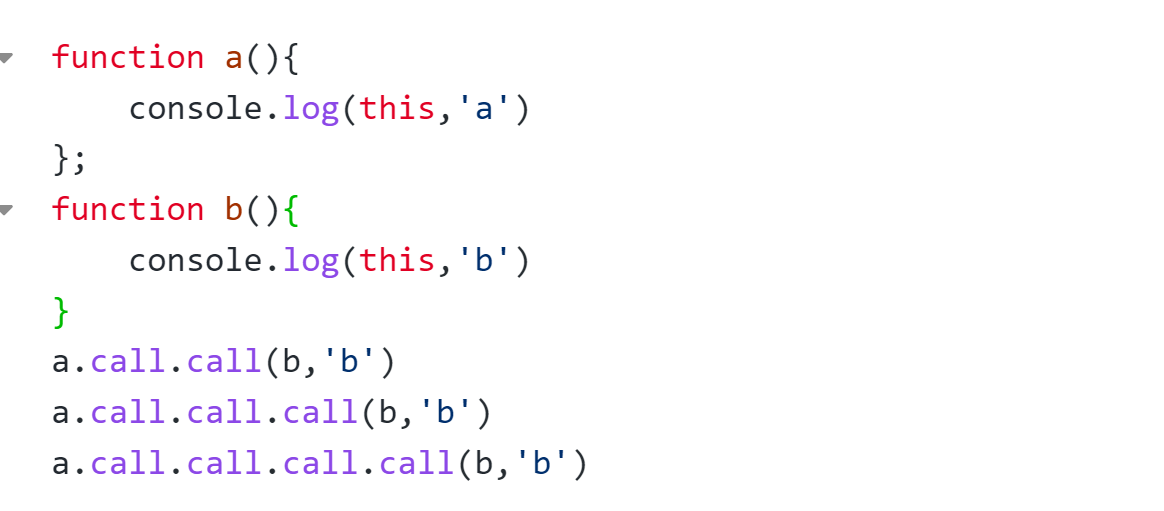 function a(){
    console.log(this,'a')
};
function b(){
    console.log(this,'b')
}
a.call.call(b,'b')
a.call.call.call(b,'b')
a.call.call.call.call(b,'b')